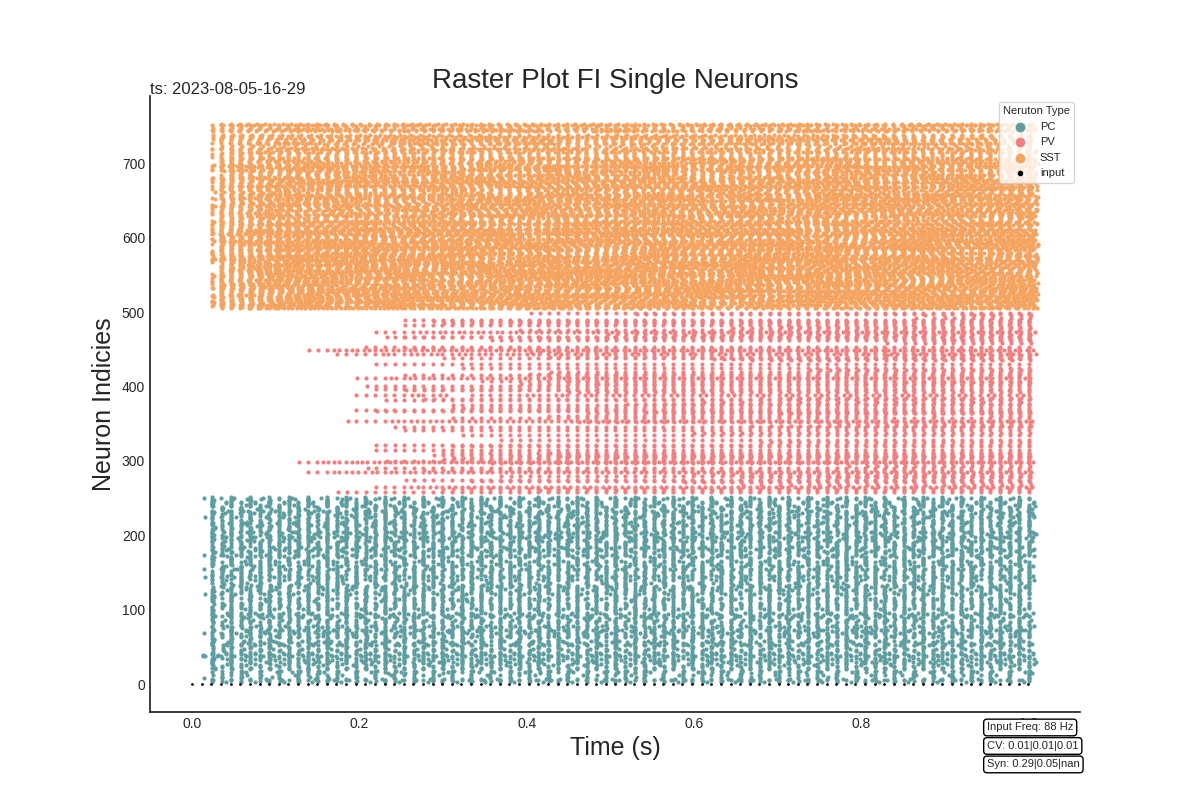 Raster Plot FI Single Neurons
ts: 2023-08-05-16-29
Neruton Type
PC
PV
SST
input
Neuron Indicies
700
600
500
400
300
200
100
0
0.0 0.2 0.4 0.6 0.8
Time (s)
Input Freq: 88 Hz
CV: 0.01|0.01|0.01
Syn: 0.29|0.05|nan